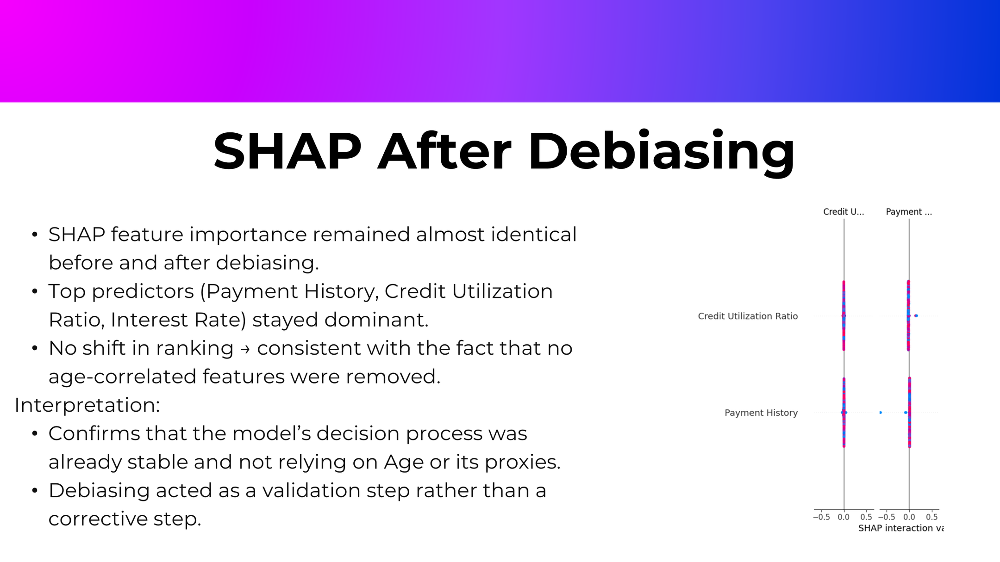 SHAP After Debiasing
• SHAP feature importance remained almost identical
before and after debiasing.
• Top predictors (Payment History, Credit Utilization
Ratio, Interest Rate) stayed dominant.
• No shift in ranking → consistent with the fact that no
age-correlated features were removed.
Interpretation:
• Confirms that the model’s decision process was
already stable and not relying on Age or its proxies.
• Debiasing acted as a validation step rather than a
corrective step.
Credit U... Payment ...
Credit Utilization Ratio
Payment History
−0.5 0.0 0.5 −0.5 0.0 0.5
SHAP interaction